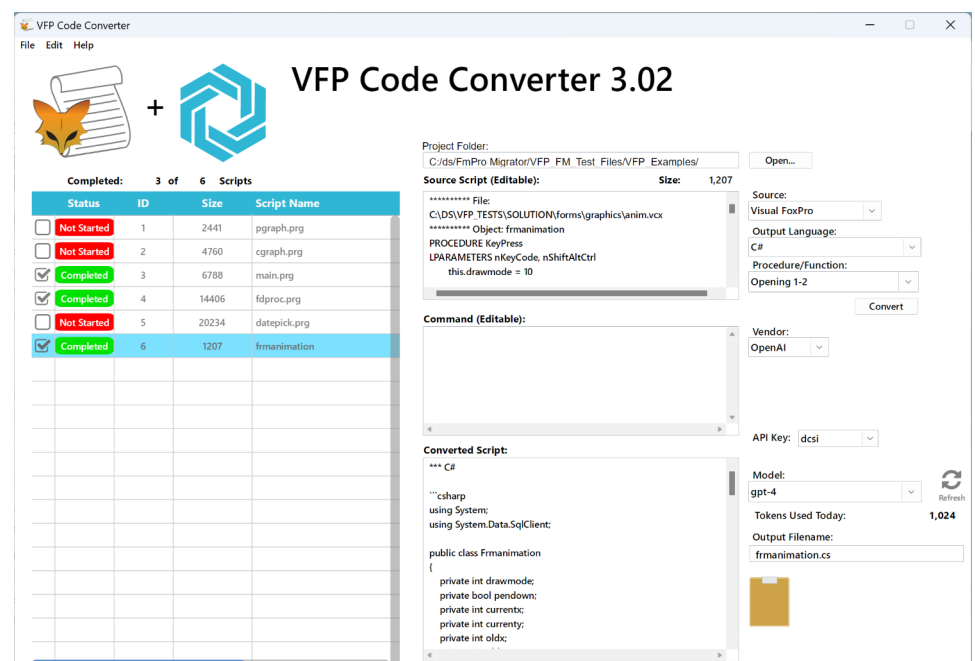 VFP Code Converter
File Edit Help
+
VFP Code Converter 3.02
Project Folder:
C:/ds/FmPro Migrator/VFP_FM_Test_Files/VFP_Examples/
Open...
Completed: 3 of 6 Scripts
Source Script (Editable):
Size: 1,207
Status ID Size Script Name
Not Started 1 2441 pgraph.prg
Not Started 2 4760 cgraph.prg
Completed 3 6788 main.prg
Completed 4 14406 fdproc.prg
Not Started 5 20234 datepick.prg
Completed 6 1207 frmanimation
********** File:
C:\DS\VFP_TESTS\SOLUTION\forms\graphics\anim.vcx
********** Object: frmanimation
PROCEDURE KeyPress
LPARAMETERS nKeyCode, nShiftAltCtrl
this.drawmode = 10
Source:
Visual FoxPro
Output Language:
C#
Procedure/Function:
Opening 1-2
Convert
Command (Editable):
Vendor:
OpenAI
API Key: dcsi
Converted Script:
*** C#
```csharp
using System;
using System.Data.SqlClient;
public class Frmanimation
{
private int drawmode;
private bool pendown;
private int currentx;
private int currenty;
private int oldx;
Model:
gpt-4
Refresh
Tokens Used Today: 1,024
Output Filename:
frmanimation.cs